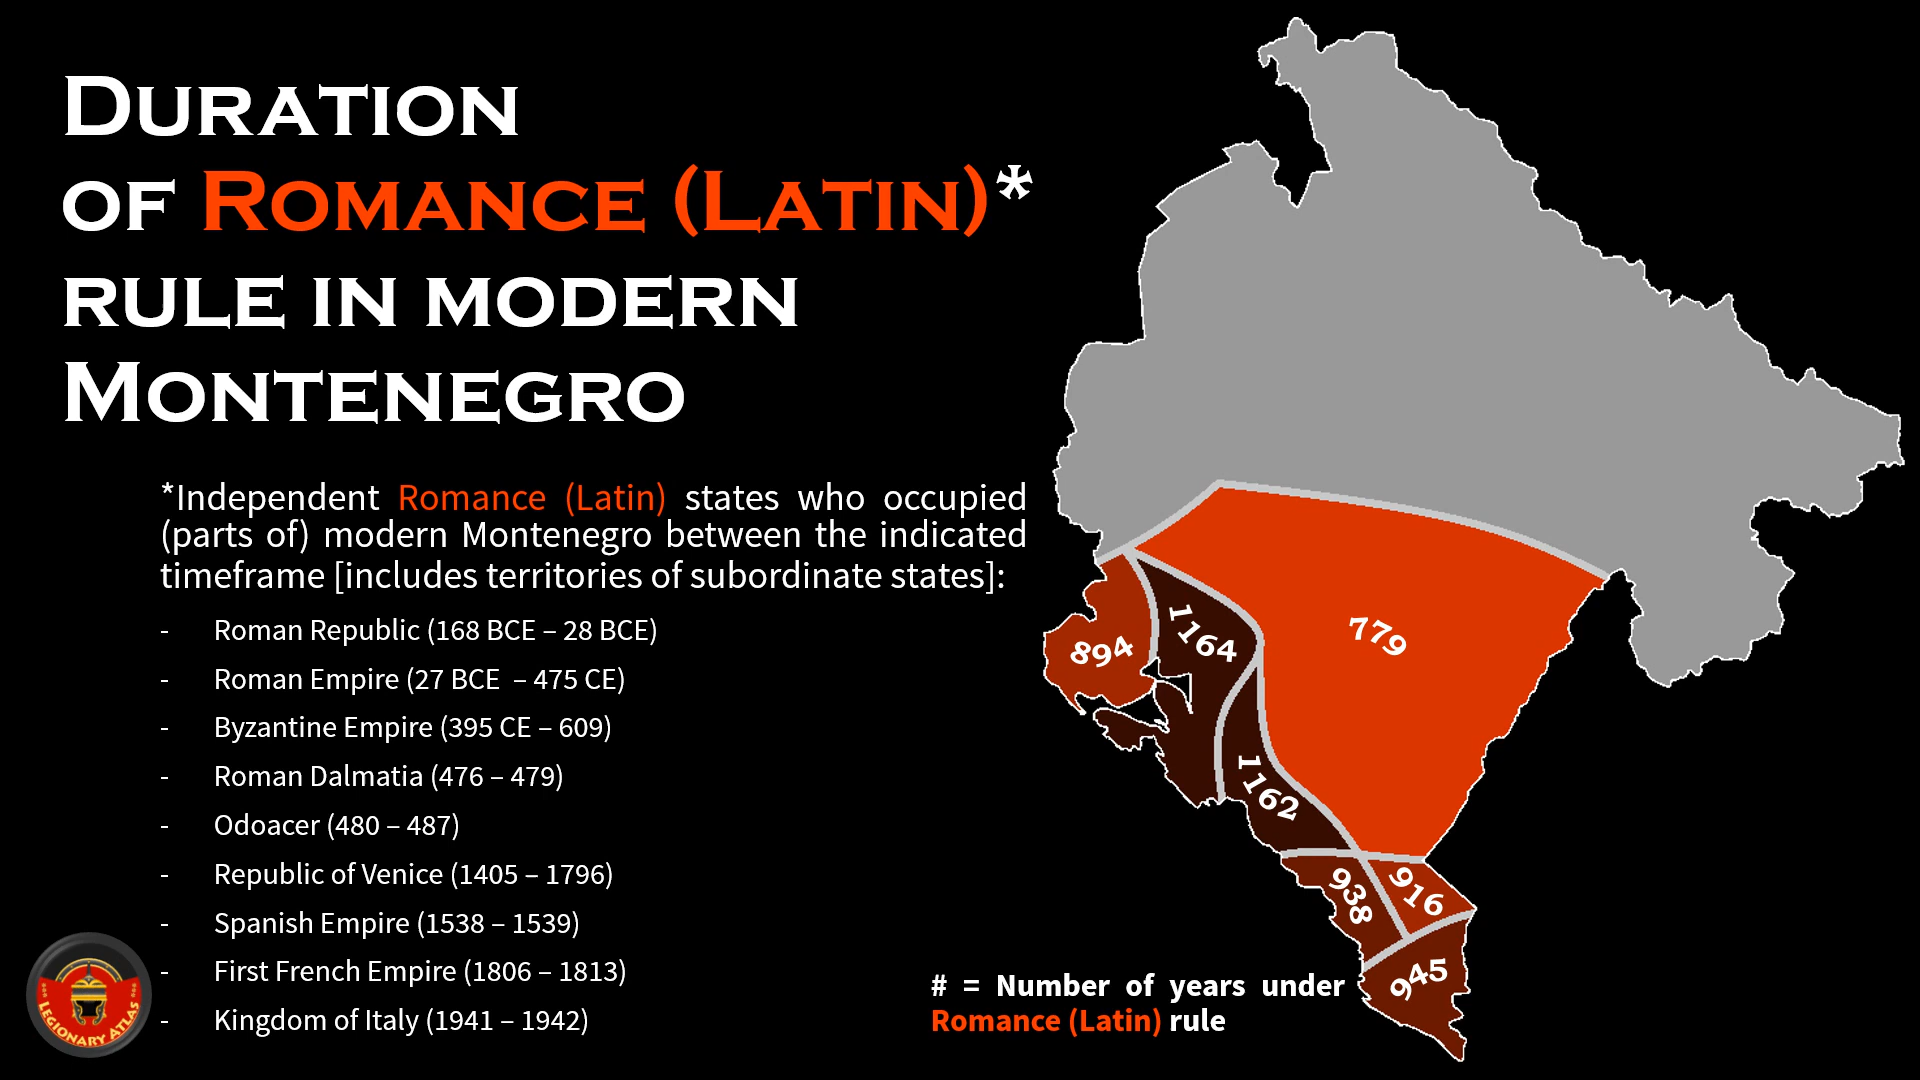 DURATION
OF ROMANCE (LATIN)*
RULE IN MODERN
MONTENEGRO
*Independent Romance (Latin) states who occupied
(parts of) modern Montenegro between the indicated
timeframe [includes territories of subordinate states]:
- Roman Republic (168 BCE – 28 BCE)
- Roman Empire (27 BCE – 475 CE)
- Byzantine Empire (395 CE – 609)
- Roman Dalmatia (476 – 479)
- Odoacer (480 – 487)
- Republic of Venice (1405 – 1796)
- Spanish Empire (1538 – 1539)
- First French Empire (1806 – 1813)
- Kingdom of Italy (1941 – 1942)
LEGIONARY ATLAS
# = Number of years under
Romance (Latin) rule
779
894
1164
1162
938
916
945